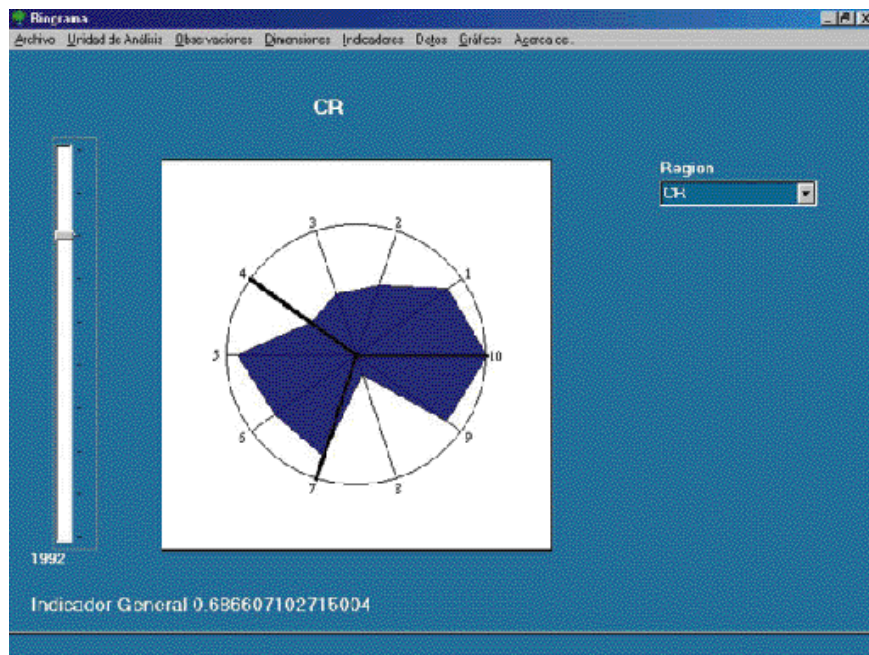 Biograma
Archivo Unidad de Análisis Observaciones Dimensiones Indicadores Datos Gráficos Acerca de..
CR
Region
CR
3 2
4 1
5 10
6 9
7 8
1992
Indicador General 0.686607102715004